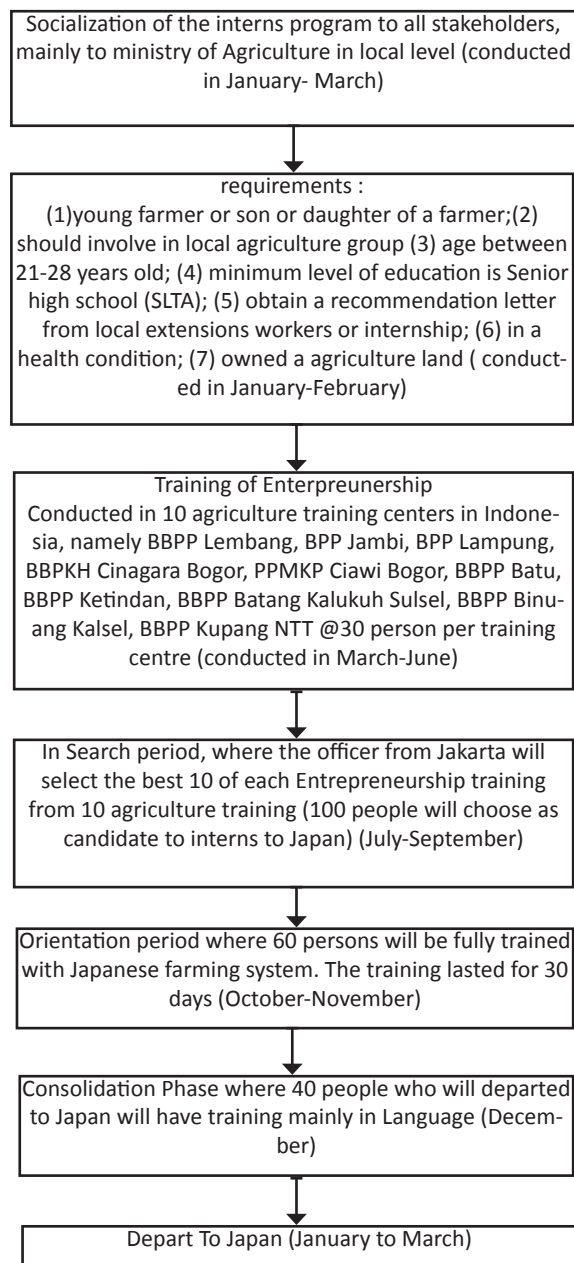 Socialization of the interns program to all stakeholders,
mainly to ministry of Agriculture in local level (conducted
in January- March)
requirements :
(1)young farmer or son or daughter of a farmer;(2)
should involve in local agriculture group (3) age between
21-28 years old; (4) minimum level of education is Senior
high school (SLTA); (5) obtain a recommendation letter
from local extensions workers or internship; (6) in a
health condition; (7) owned a agriculture land ( conduct-
ed in January-February)
Training of Enterpreunership
Conducted in 10 agriculture training centers in Indone-
sia, namely BBPP Lembang, BPP Jambi, BPP Lampung,
BBPKH Cinagara Bogor, PPMKP Ciawi Bogor, BBPP Batu,
BBPP Ketindan, BBPP Batang Kalukuh Sulsel, BBPP Binu-
ang Kalsel, BBPP Kupang NTT @30 person per training
centre (conducted in March-June)
In Search period, where the officer from Jakarta will
select the best 10 of each Entrepreneurship training
from 10 agriculture training (100 people will choose as
candidate to interns to Japan) (July-September)
Orientation period where 60 persons will be fully trained
with Japanese farming system. The training lasted for 30
days (October-November)
Consolidation Phase where 40 people who will departed
to Japan will have training mainly in Language (Decem-
ber)
Depart To Japan (January to March)